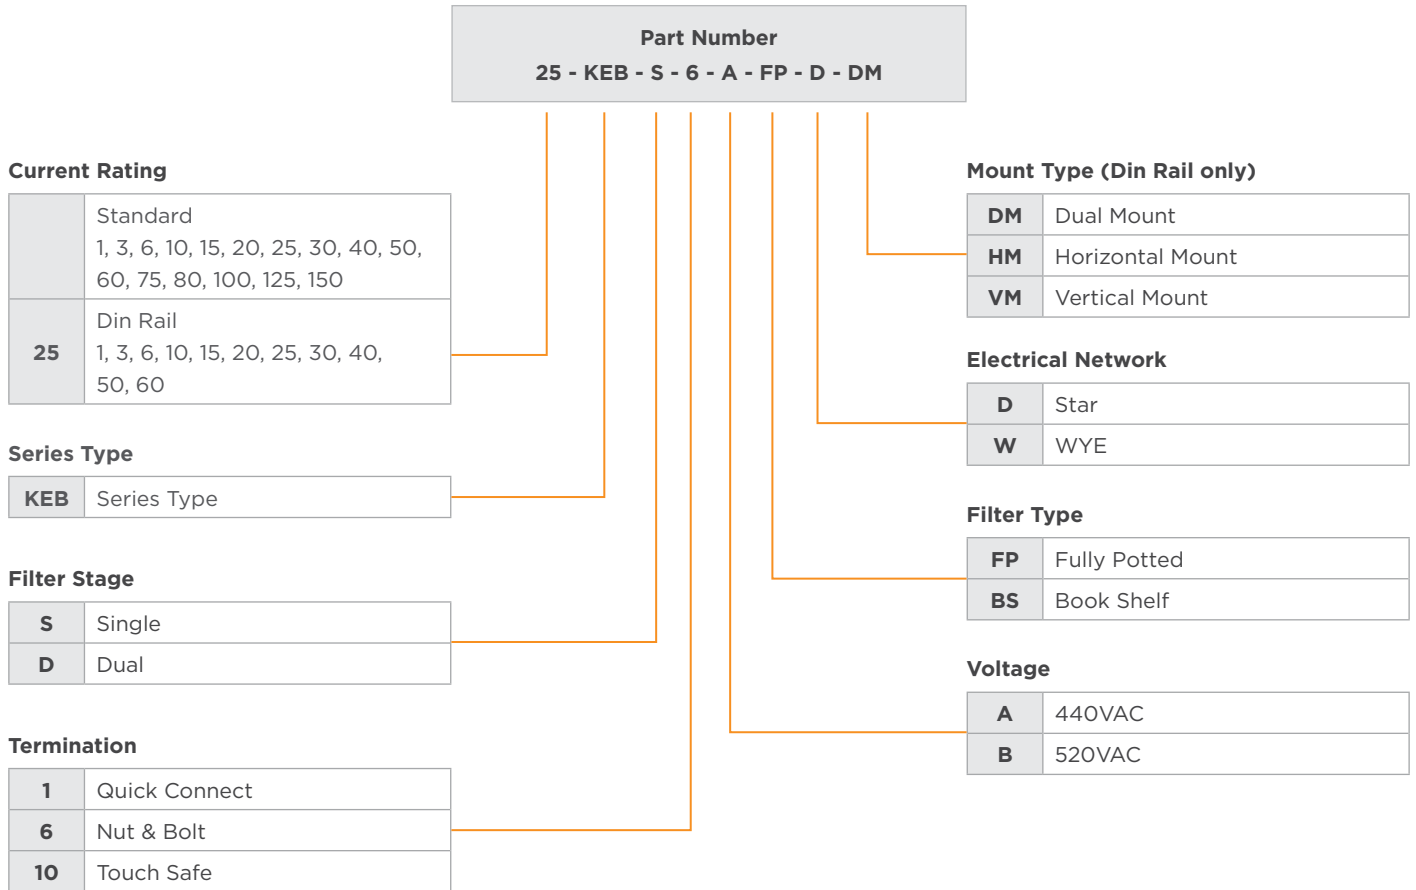 Part Number
25 - KEB - S - 6 - A - FP - D - DM
Current Rating
Standard
1, 3, 6, 10, 15, 20, 25, 30, 40, 50,
60, 75, 80, 100, 125, 150
25
Din Rail
1, 3, 6, 10, 15, 20, 25, 30, 40,
50, 60
Series Type
KEB Series Type
Filter Stage
S Single
D Dual
Termination
1 Quick Connect
6 Nut & Bolt
10 Touch Safe
Mount Type (Din Rail only)
DM Dual Mount
HM Horizontal Mount
VM Vertical Mount
Electrical Network
D Star
W WYE
Filter Type
FP Fully Potted
BS Book Shelf
Voltage
A 440VAC
B 520VAC